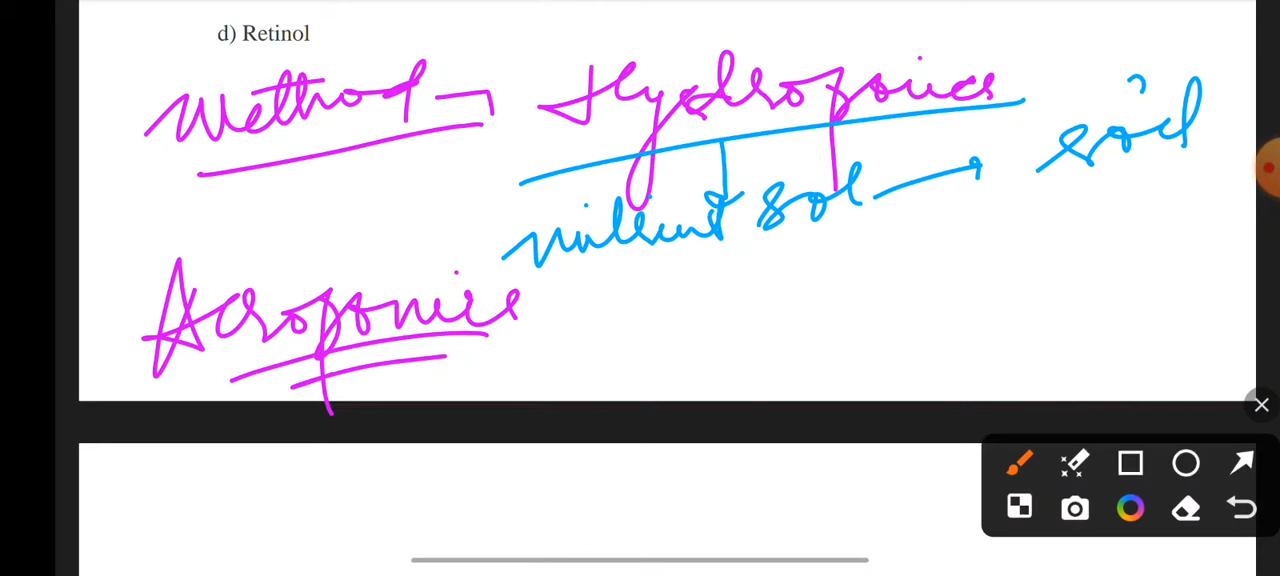 d) Retinol
Method → Hydroponics
nutrient sol → soil
Aeroponics